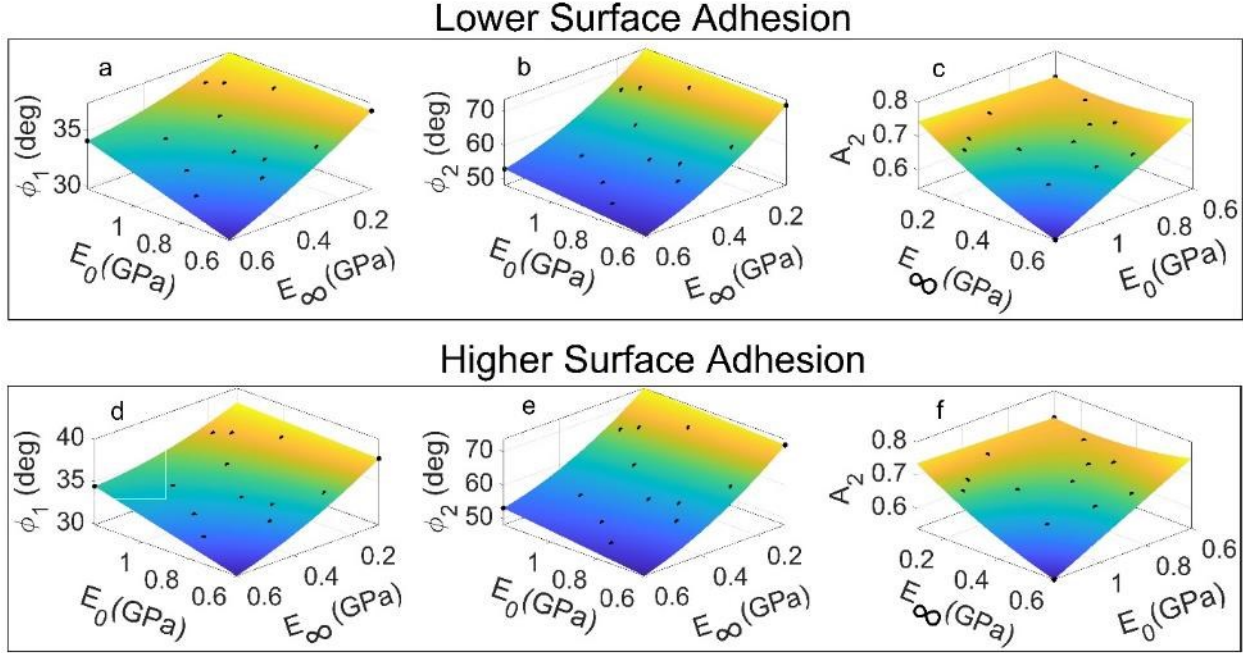 Lower Surface Adhesion
a
ϕ1 (deg)
35
30
1
0.8
0.6
E0(GPa)
0.6
0.4
0.2
E∞(GPa)
b
ϕ2 (deg)
70
60
50
1
0.8
0.6
E0(GPa)
0.6
0.4
0.2
E∞(GPa)
c
A2
0.8
0.7
0.6
0.2
0.4
0.6
E∞(GPa)
1
0.8
0.6
E0(GPa)
Higher Surface Adhesion
d
ϕ1 (deg)
40
35
30
1
0.8
0.6
E0(GPa)
0.6
0.4
0.2
E∞(GPa)
e
ϕ2 (deg)
70
60
50
1
0.8
0.6
E0(GPa)
0.6
0.4
0.2
E∞(GPa)
f
A2
0.8
0.7
0.6
0.2
0.4
0.6
E∞(GPa)
1
0.8
0.6
E0(GPa)